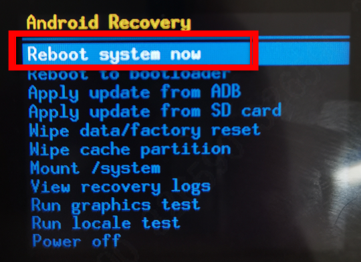 Android Recovery
Reboot system now
Reboot to bootloader
Apply update from ADB
Apply update from SD card
Wipe data/factory reset
Wipe cache partition
Mount /system
View recovery logs
Run graphics test
Run locale test
Power off